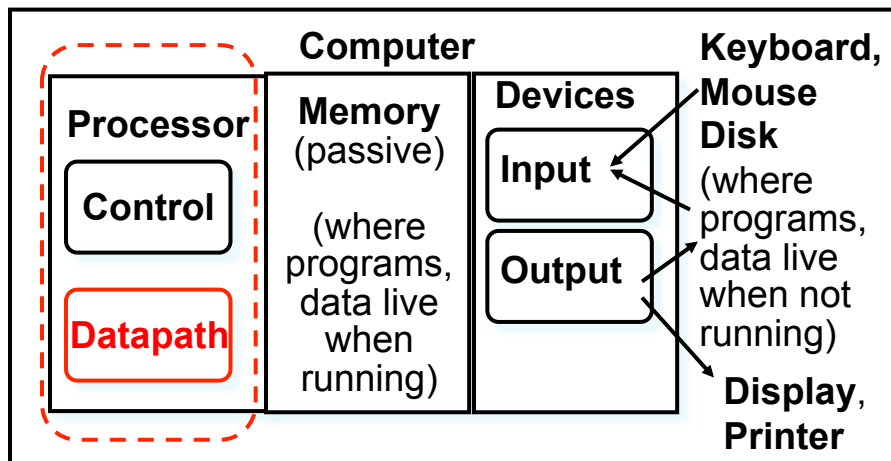 Computer
Processor
Control
Datapath
Memory
(passive)
(where
programs,
data live
when
running)
Devices
Input
Output
Keyboard,
Mouse
Disk
(where
programs,
data live
when not
running)
Display,
Printer